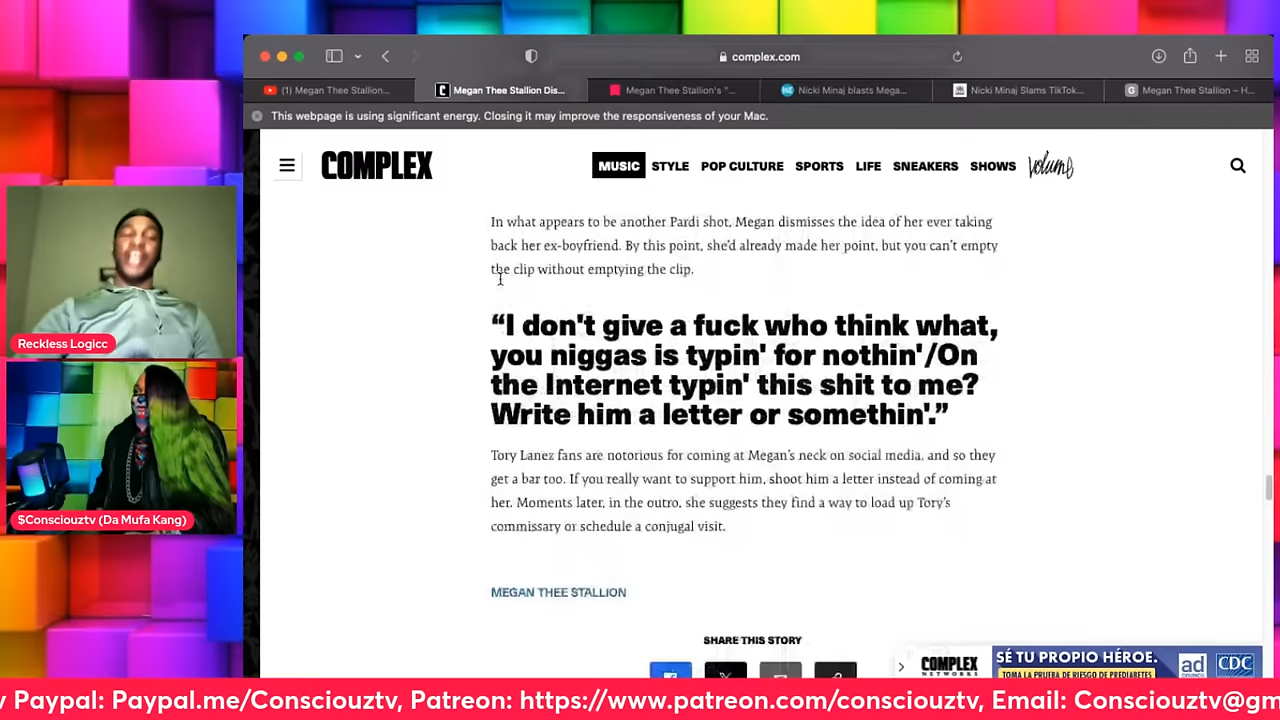 complex.com
(1) Megan Thee Stallion...
Megan Thee Stallion Dis...
Megan Thee Stallion's "...
Nicki Minaj blasts Mega...
Nicki Minaj Slams TikTok...
Megan Thee Stallion – H...
This webpage is using significant energy. Closing it may improve the responsiveness of your Mac.
COMPLEX
MUSIC STYLE POP CULTURE SPORTS LIFE SNEAKERS SHOWS volume
In what appears to be another Pardi shot, Megan dismisses the idea of her ever taking
back her ex-boyfriend. By this point, she'd already made her point, but you can't empty
the clip without emptying the clip.
“I don't give a fuck who think what,
you niggas is typin' for nothin'/On
the Internet typin' this shit to me?
Write him a letter or somethin'.”
Tory Lanez fans are notorious for coming at Megan's neck on social media, and so they
get a bar too. If you really want to support him, shoot him a letter instead of coming at
her. Moments later, in the outro, she suggests they find a way to load up Tory's
commissary or schedule a conjugal visit.
MEGAN THEE STALLION
SHARE THIS STORY
COMPLEX
NETWORKS
SÉ TU PROPIO HÉROE.
TOMA LA PRUEBA DE RIESGO DE PREDIABETES
ad
COUNCIL
CDC
Reckless Logicc
$Consciouztv (Da Mufa Kang)
v Paypal: Paypal.me/Consciouztv, Patreon: https://www.patreon.com/consciouztv, Email: Consciouztv@gm